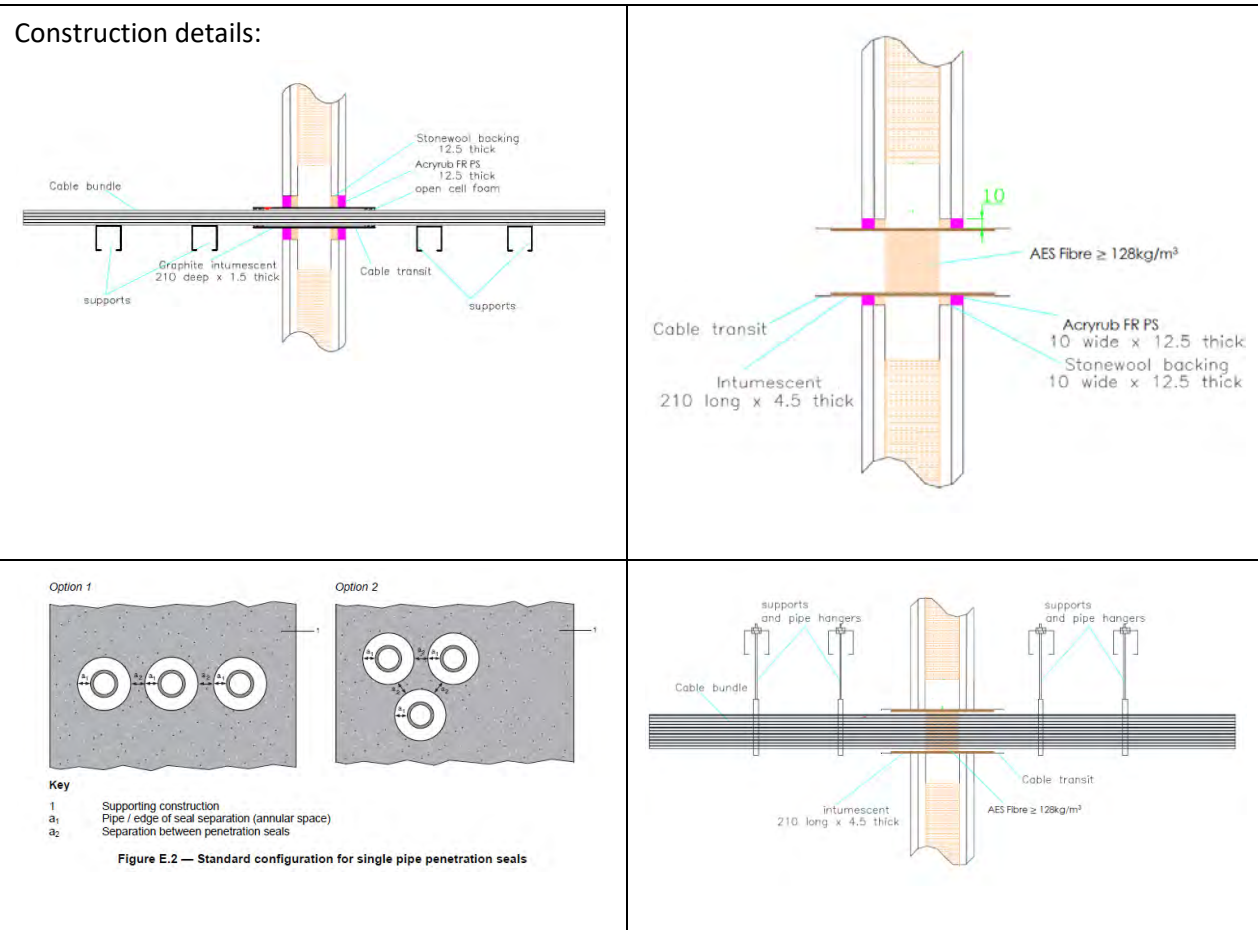 Construction details:
Stonewool backing
12.5 thick
Acryrub FR PS
12.5 thick
open cell foam
Cable bundle
Graphite intumescent
210 deep x 1.5 thick
Cable transit
supports
supports
10
AES Fibre ≥ 128kg/m³
Cable transit
Acryrub FR PS
10 wide x 12.5 thick
Intumescent
210 long x 4.5 thick
Stonewool backing
10 wide x 12.5 thick
Option 1
Option 2
1
1
a₁
a₂
a₁
a₂
a₁
a₁
a₂
a₁
a₂
a₂
a₁
Key
1 Supporting construction
a₁ Pipe / edge of seal separation (annular space)
a₂ Separation between penetration seals
Figure E.2 — Standard configuration for single pipe penetration seals
supports
and pipe hangers
supports
and pipe hangers
Cable bundle
Cable transit
intumescent
210 long x 4.5 thick
AES Fibre ≥ 128kg/m³